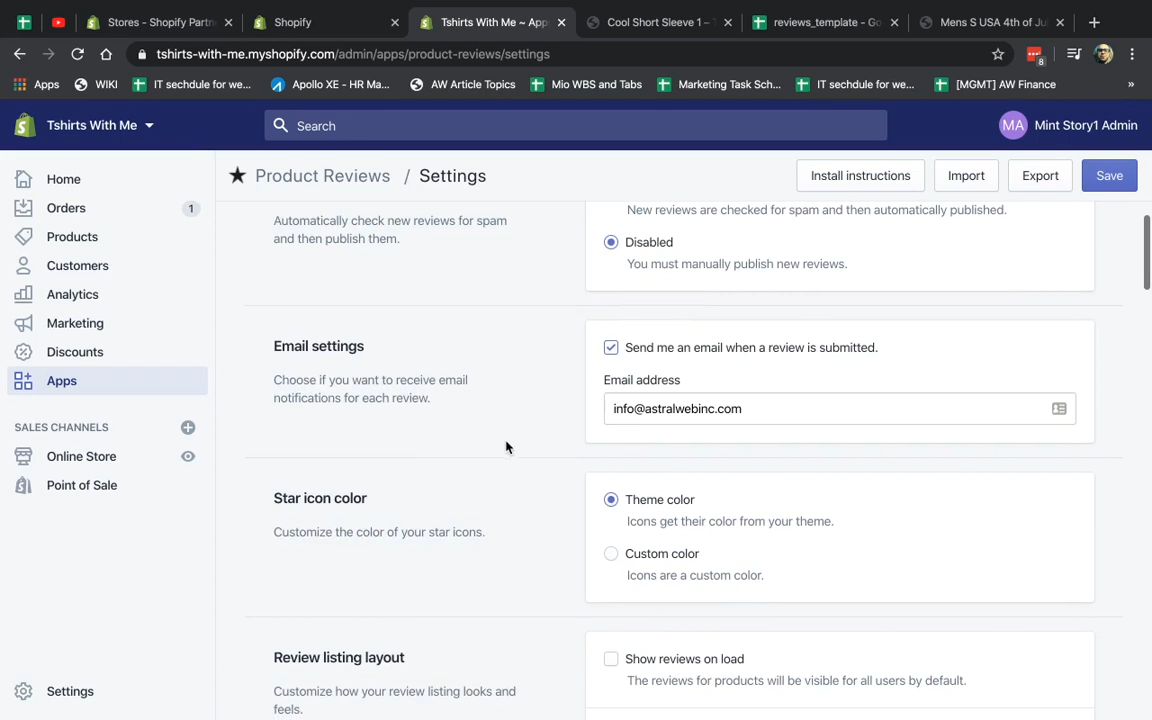 Stores - Shopify Partn
Shopify
Tshirts With Me ~ App
Cool Short Sleeve 1 – T
reviews_template - Go
Mens S USA 4th of Jul
tshirts-with-me.myshopify.com/admin/apps/product-reviews/settings
8
Apps
WIKI
IT sechdule for we...
Apollo XE - HR Ma...
AW Article Topics
Mio WBS and Tabs
Marketing Task Sch...
IT sechdule for we...
[MGMT] AW Finance
»
Tshirts With Me
Search
MA
Mint Story1 Admin
Home
Orders
1
Products
Customers
Analytics
Marketing
Discounts
Apps
SALES CHANNELS
Online Store
Point of Sale
Settings
Product Reviews / Settings
Install instructions
Import
Export
Save
Automatically check new reviews for spam
and then publish them.
New reviews are checked for spam and then automatically published.
Disabled
You must manually publish new reviews.
Email settings
Choose if you want to receive email
notifications for each review.
Send me an email when a review is submitted.
Email address
info@astralwebinc.com
Star icon color
Customize the color of your star icons.
Theme color
Icons get their color from your theme.
Custom color
Icons are a custom color.
Review listing layout
Customize how your review listing looks and
feels.
Show reviews on load
The reviews for products will be visible for all users by default.